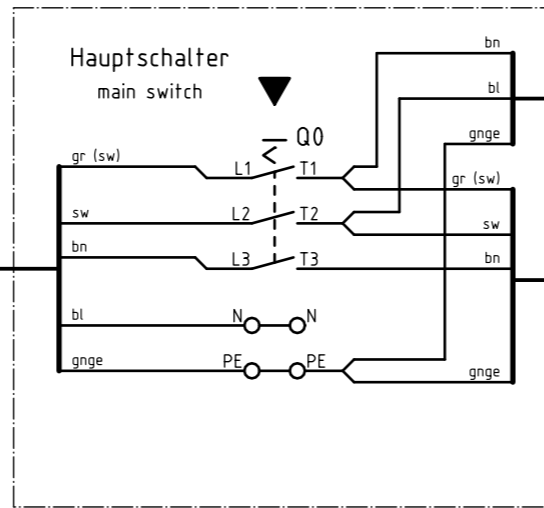 Hauptschalter
main switch
Q0
bn
bl
gnge
gr (sw)
L1
T1
gr (sw)
sw
L2
T2
sw
bn
L3
T3
bn
bl
N
N
gnge
PE
PE
gnge